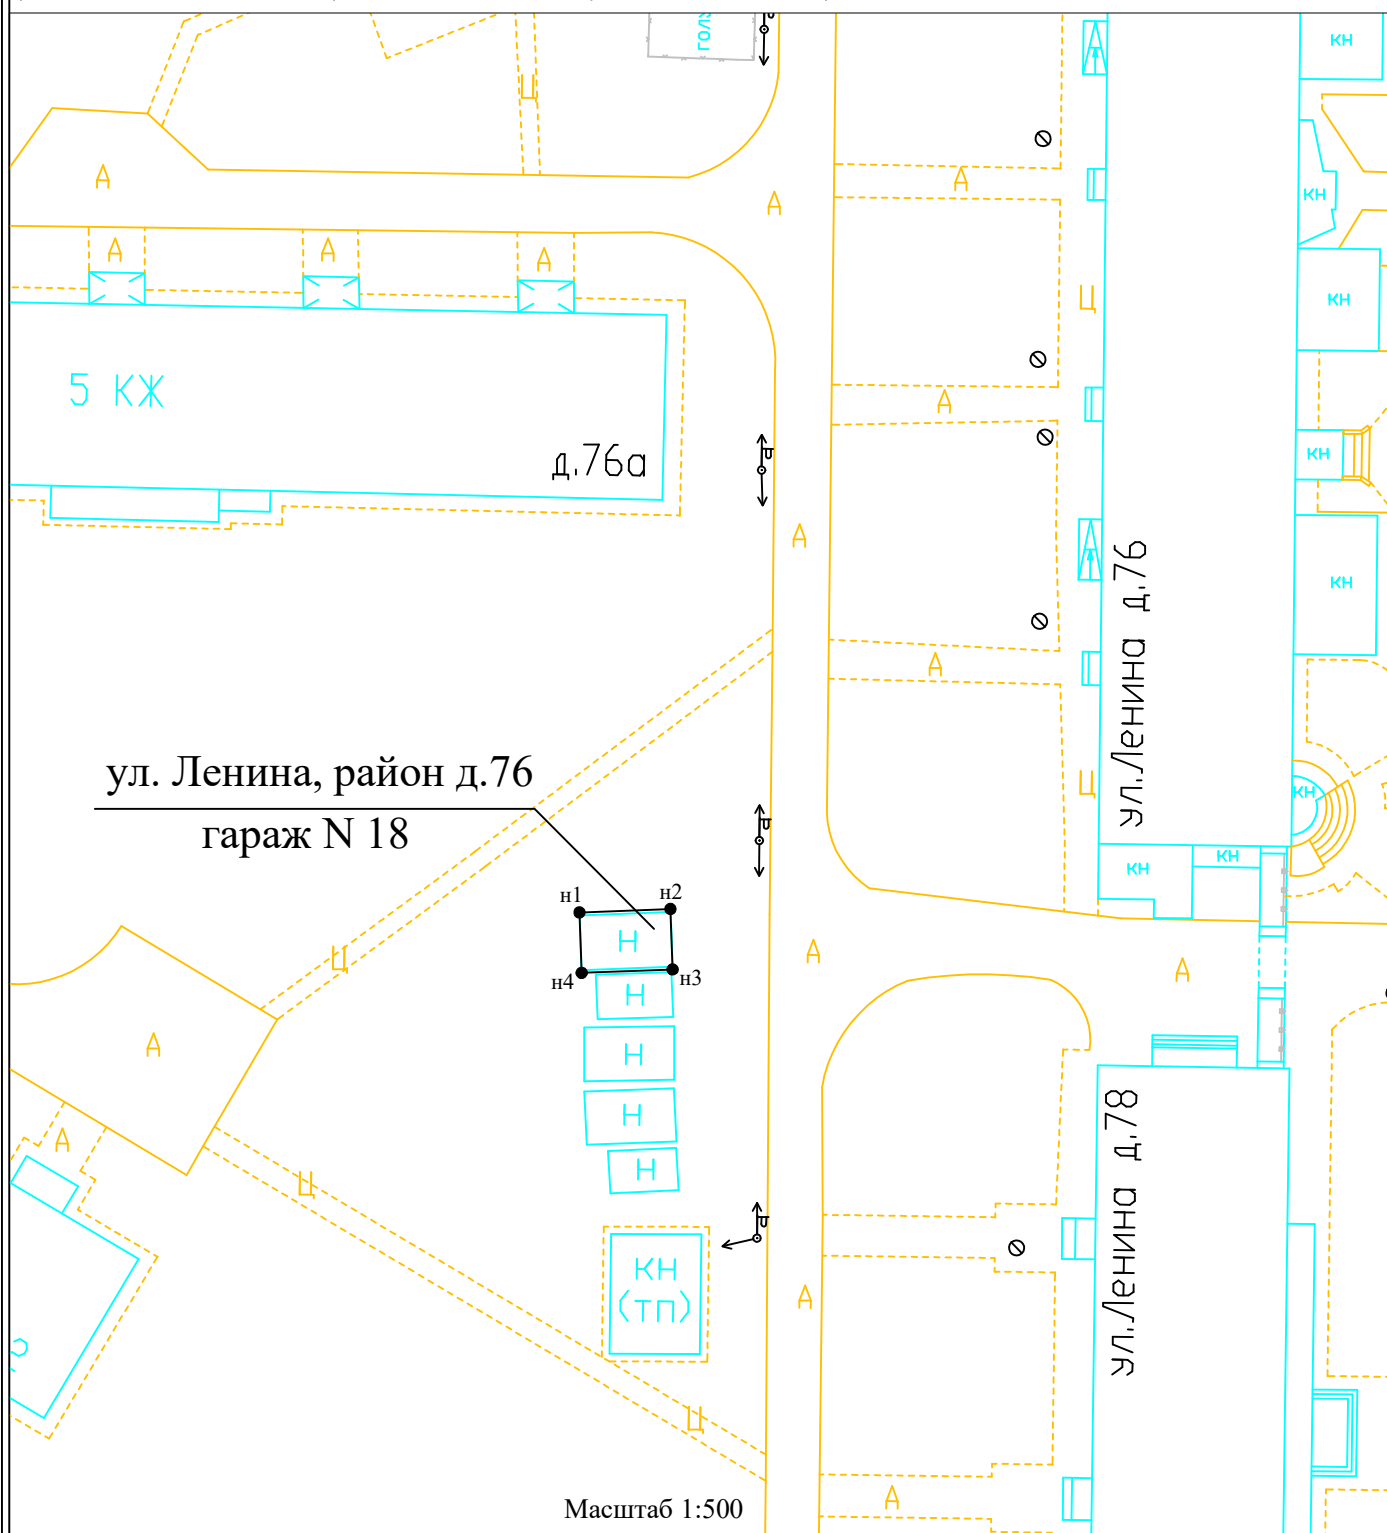 голу
КН
Ц
А
А
А
КН
А
А
А
А
Ц
КН
5 КЖ
А
д.76а
КН
А
ул.Ленина д.76
КН
А
ул. Ленина, район д.76
Ц
КН
гараж N 18
КН
КН
н1
н2
Н
А
Ц
А
н4
н3
Н
А
Н
ул.Ленина д.78
Н
А
Н
Ц
КН
(ТП)
А
Ц
А
Масштаб 1:500